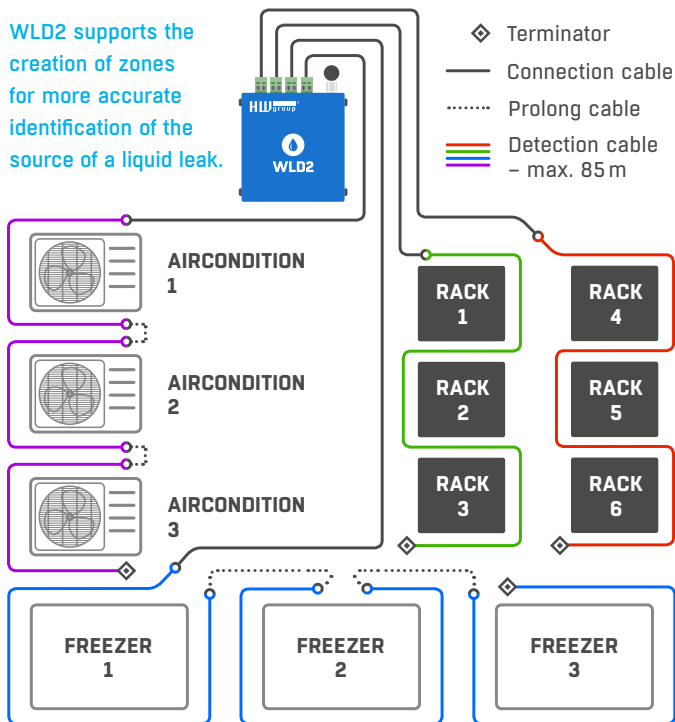 WLD2 supports the
creation of zones
for more accurate
identification of the
source of a liquid leak.
HW group
WLD2
Terminator
Connection cable
Prolong cable
Detection cable
– max. 85 m
AIRCONDITION
1
AIRCONDITION
2
AIRCONDITION
3
RACK
1
RACK
2
RACK
3
RACK
4
RACK
5
RACK
6
FREEZER
1
FREEZER
2
FREEZER
3